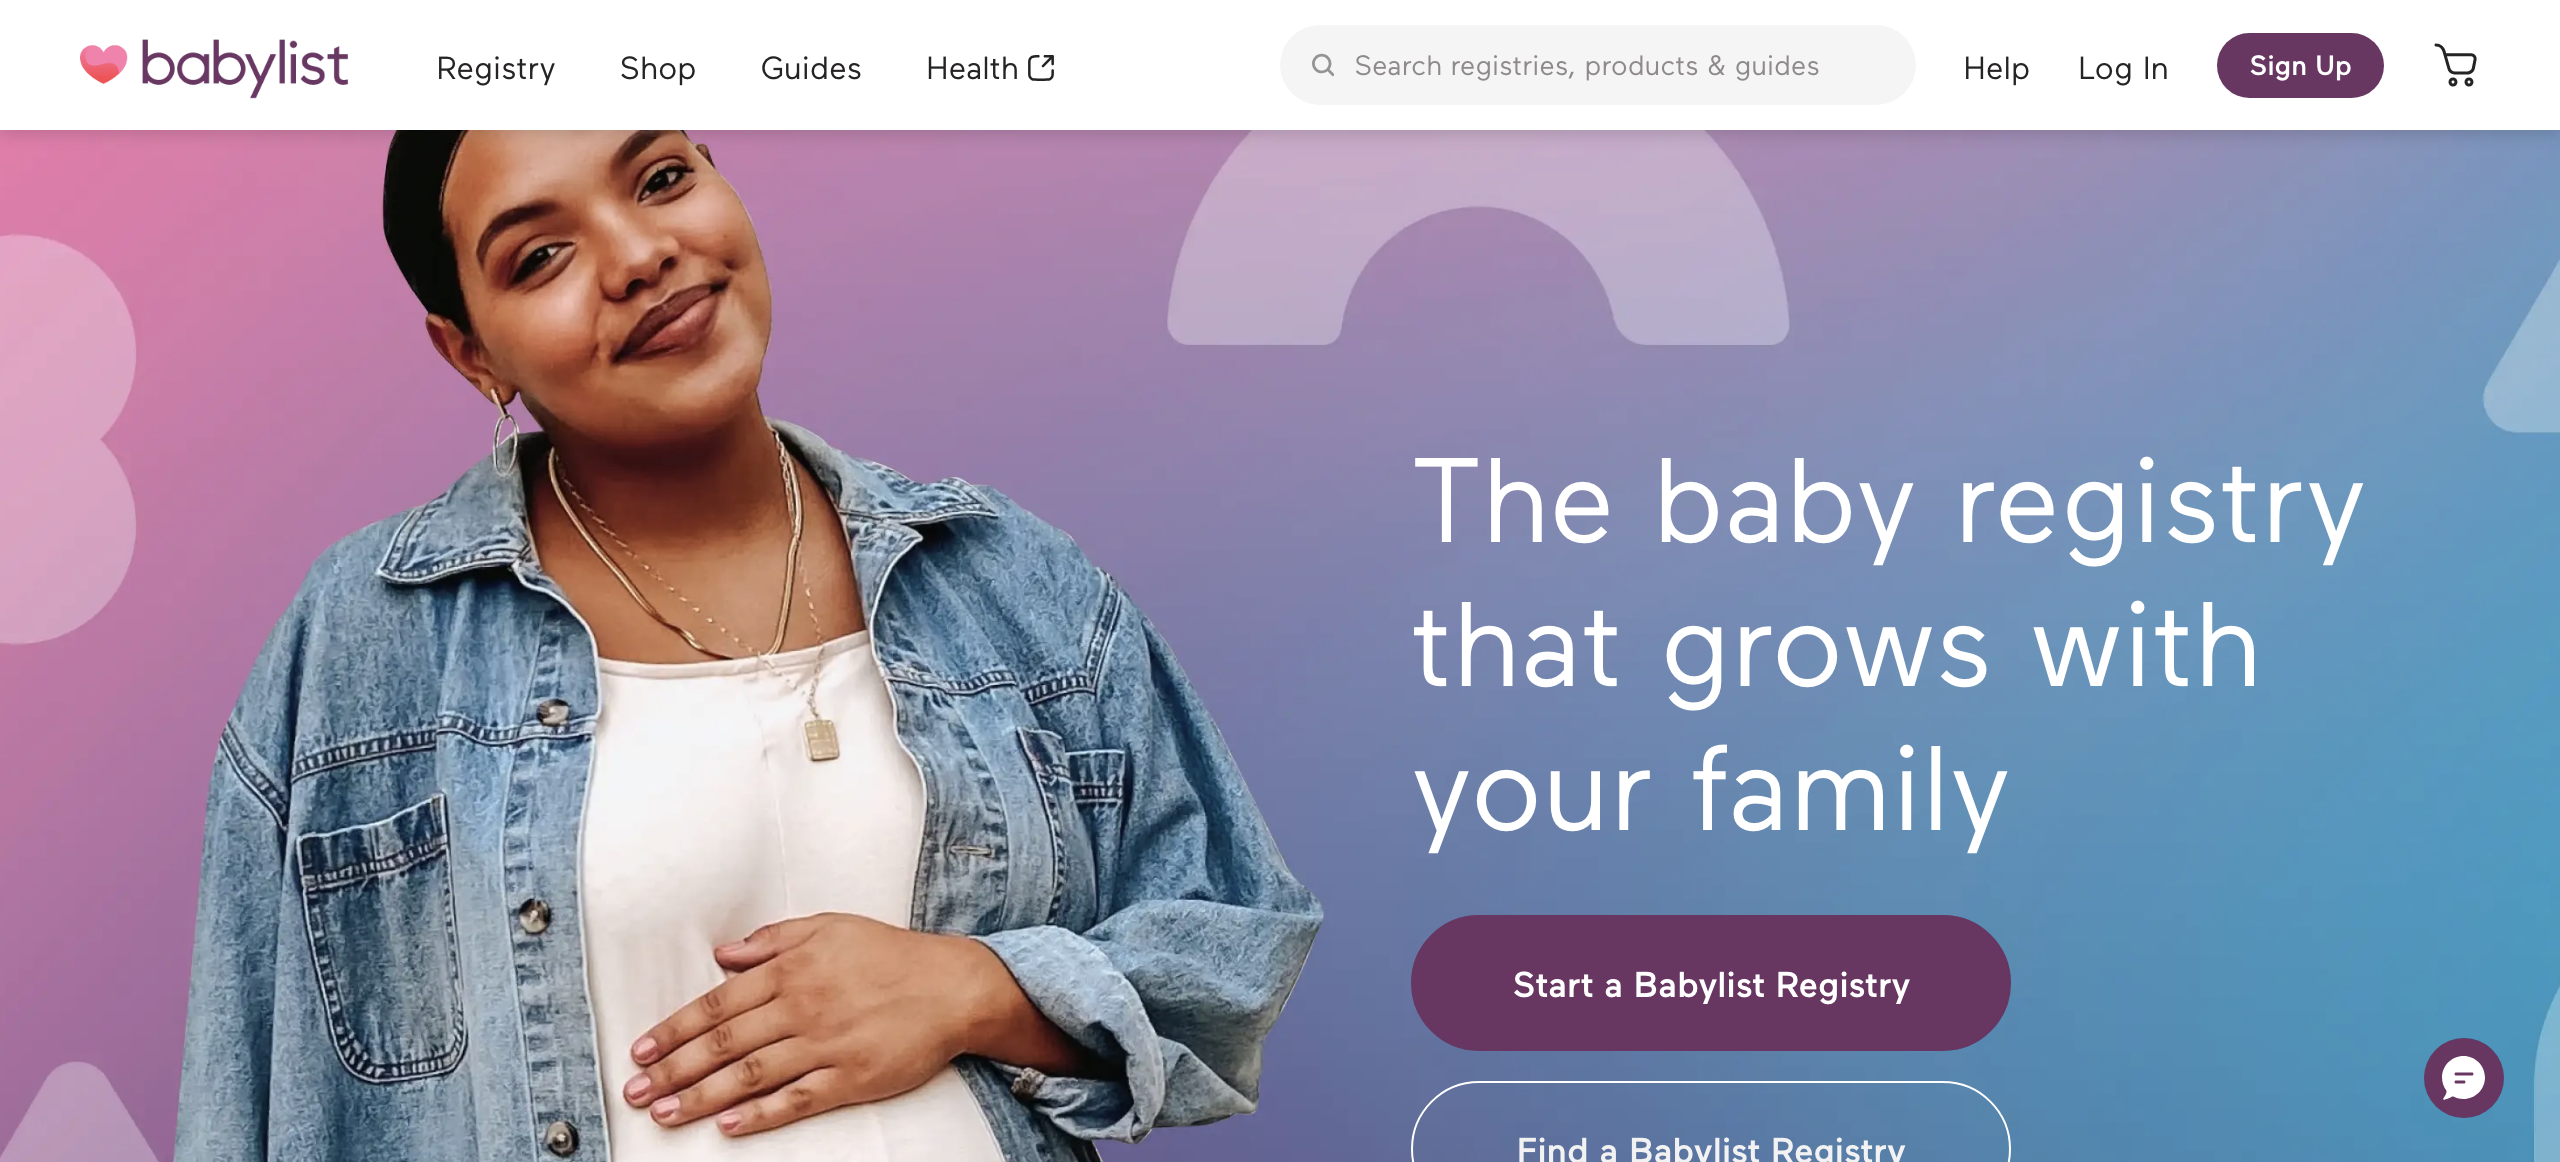 babylist
Registry
Shop
Guides
Health
Search registries, products & guides
Help
Log In
Sign Up
The baby registry
that grows with
your family
Start a Babylist Registry
Find a Babylist Registry